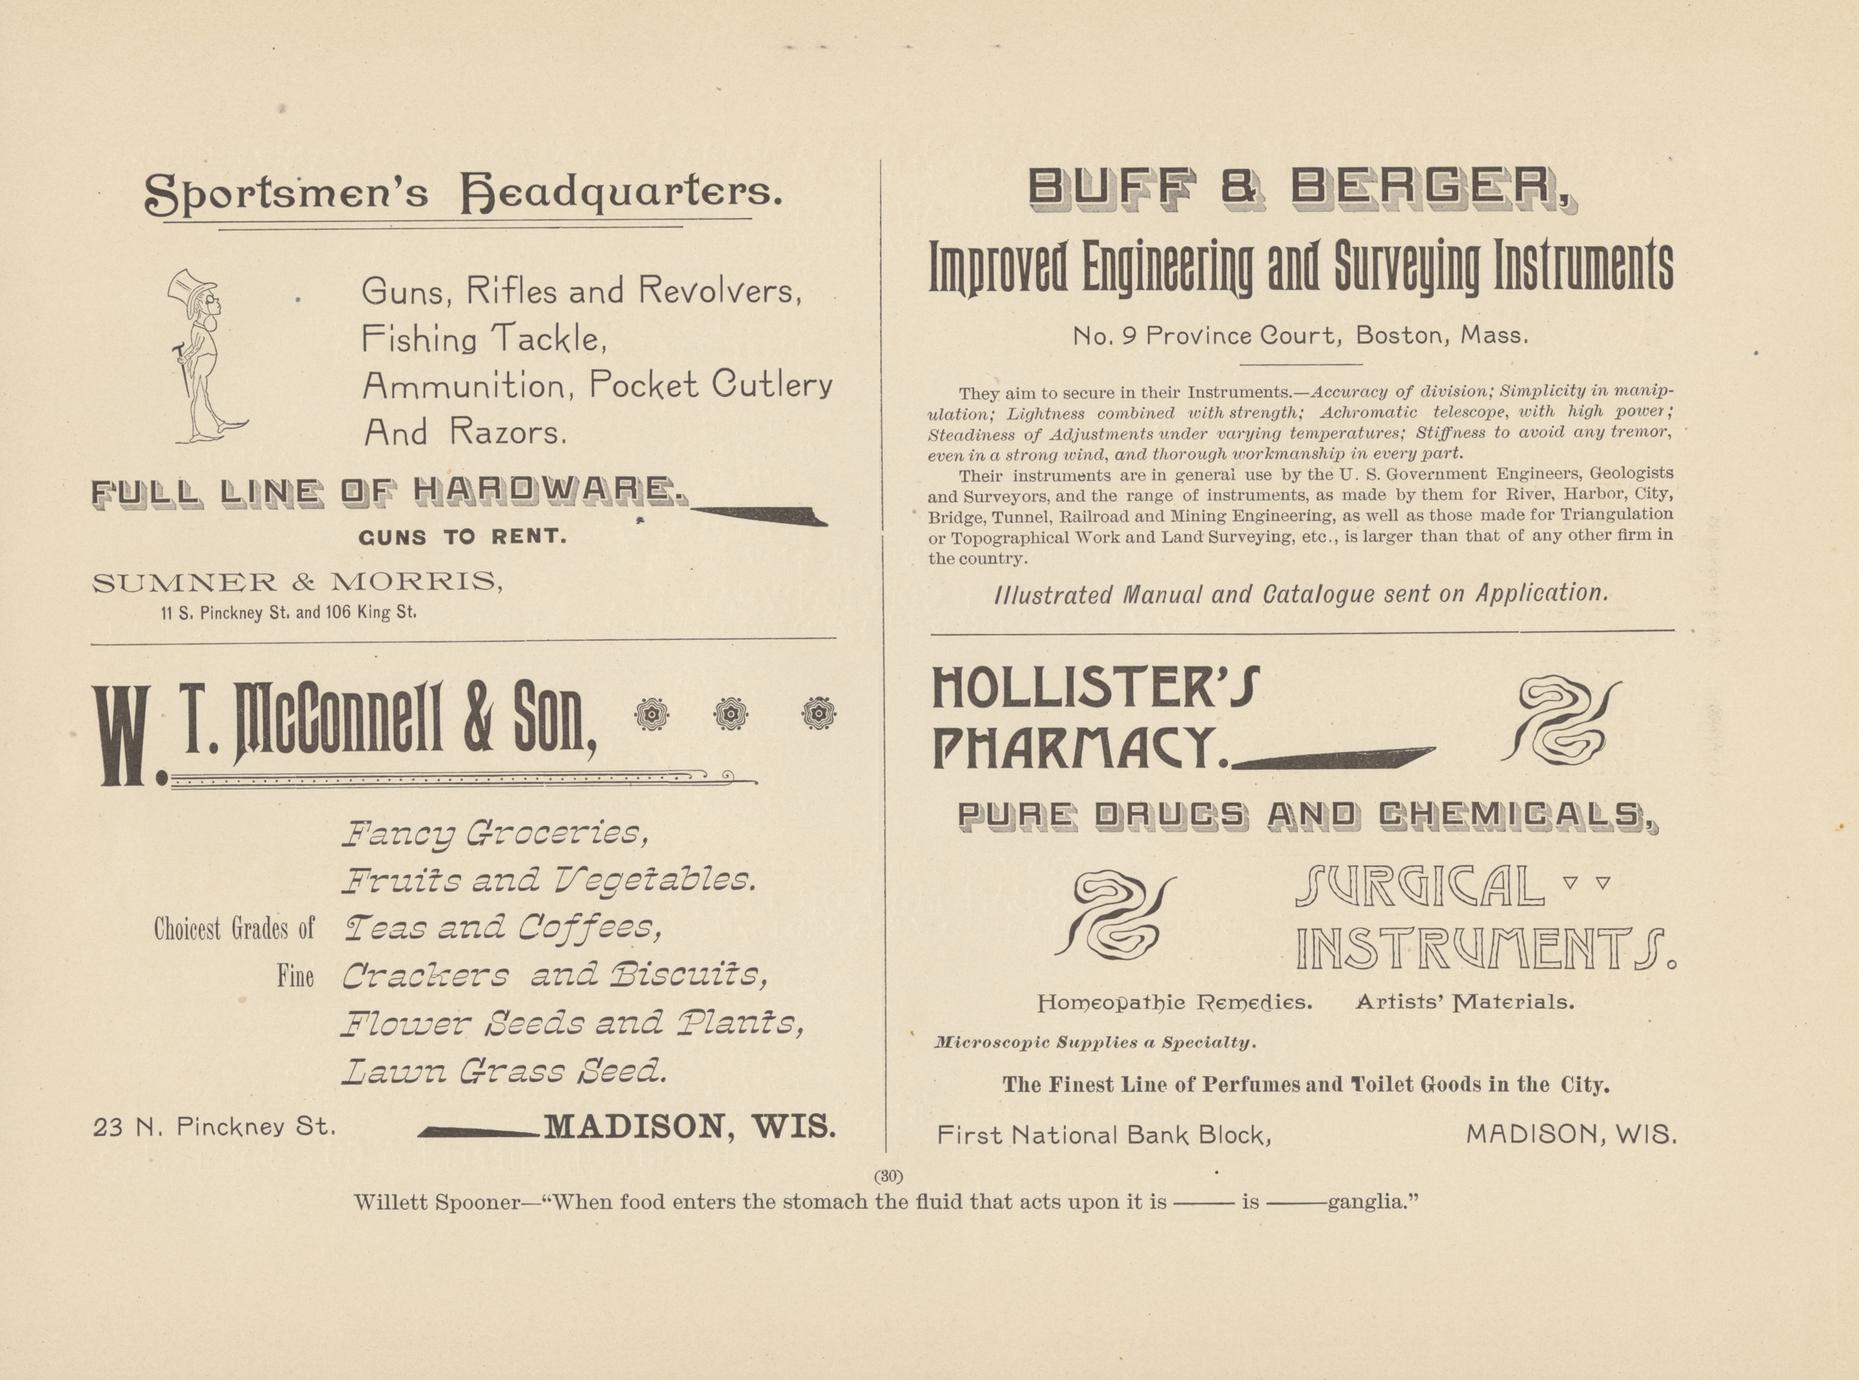 Sportsmen's Headquarters.
Guns, Rifles and Revolvers,
Fishing Tackle,
Ammunition, Pocket Cutlery
And Razors.
FULL LINE OF HARDWARE.
GUNS TO RENT.
SUMNER & MORRIS,
11 S. Pinckney St. and 106 King St.
W. T. McConnell & Son,
Fancy Groceries,
Fruits and Vegetables.
Choicest Grades of Teas and Coffees,
Fine Crackers and Biscuits,
Flower Seeds and Plants,
Lawn Grass Seed.
23 N. Pinckney St. MADISON, WIS.
BUFF & BERGER,
Improved Engineering and Surveying Instruments
No. 9 Province Court, Boston, Mass.
They aim to secure in their Instruments.—Accuracy of division; Simplicity in manip-
ulation; Lightness combined with strength; Achromatic telescope, with high power;
Steadiness of Adjustments under varying temperatures; Stiffness to avoid any tremor,
even in a strong wind, and thorough workmanship in every part.
Their instruments are in general use by the U. S. Government Engineers, Geologists
and Surveyors, and the range of instruments, as made by them for River, Harbor, City,
Bridge, Tunnel, Railroad and Mining Engineering, as well as those made for Triangulation
or Topographical Work and Land Surveying, etc., is larger than that of any other firm in
the country.
Illustrated Manual and Catalogue sent on Application.
HOLLISTER'S
PHARMACY.
PURE DRUGS AND CHEMICALS,
SURGICAL
INSTRUMENTS.
Homeopathic Remedies. Artists' Materials.
Microscopic Supplies a Specialty.
The Finest Line of Perfumes and Toilet Goods in the City.
First National Bank Block, MADISON, WIS.
(30)
Willett Spooner—“When food enters the stomach the fluid that acts upon it is —— is ——ganglia.”